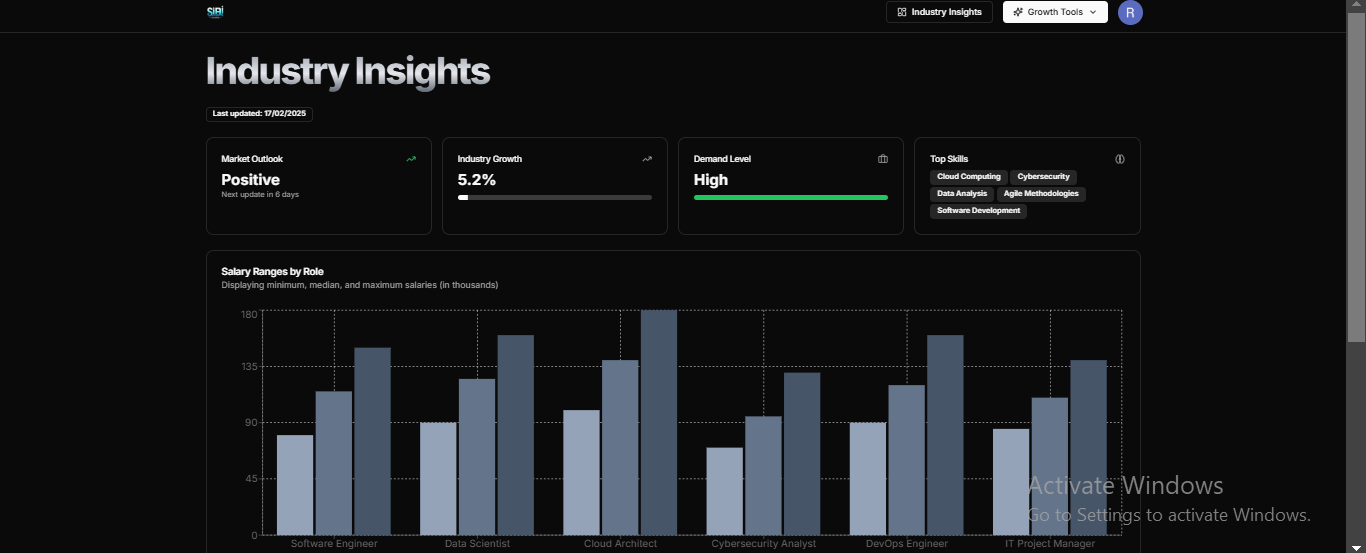 SIBI
Industry Insights
Growth Tools
R
Industry Insights
Last updated: 17/02/2025
Market Outlook
Positive
Next update in 6 days
Industry Growth
5.2%
Demand Level
High
Top Skills
Cloud Computing Cybersecurity
Data Analysis Agile Methodologies
Software Development
Salary Ranges by Role
Displaying minimum, median, and maximum salaries (in thousands)
180
135
90
45
0
Software Engineer Data Scientist Cloud Architect Cybersecurity Analyst DevOps Engineer IT Project Manager
Activate Windows
Go to Settings to activate Windows.